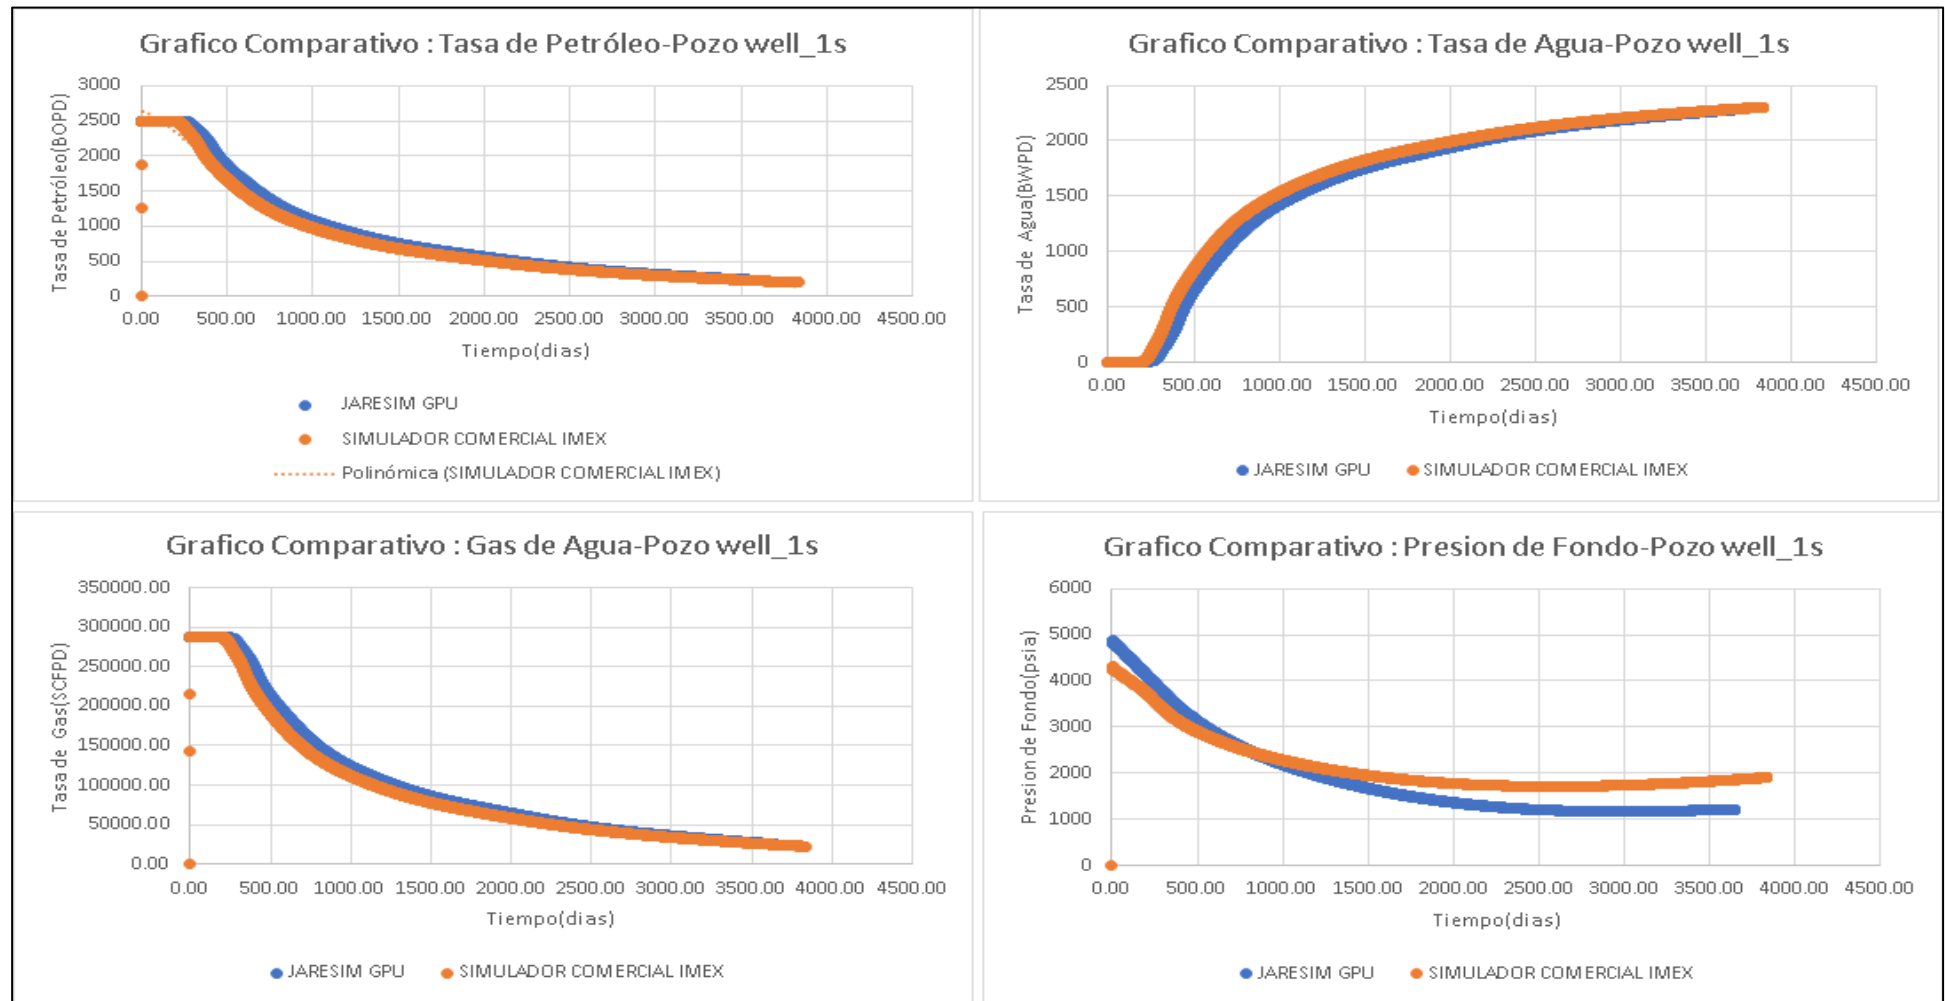 Grafico Comparativo : Tasa de Petróleo-Pozo well_1s
Tasa de Petróleo(BOPD)
3000
2500
2000
1500
1000
500
0
0.00 500.00 1000.00 1500.00 2000.00 2500.00 3000.00 3500.00 4000.00 4500.00
Tiempo(dias)
JARESIM GPU
SIMULADOR COMERCIAL IMEX
Polinómica (SIMULADOR COMERCIAL IMEX)
Grafico Comparativo : Tasa de Agua-Pozo well_1s
Tasa de Agua(BWPD)
2500
2000
1500
1000
500
0
0.00 500.00 1000.00 1500.00 2000.00 2500.00 3000.00 3500.00 4000.00 4500.00
Tiempo(dias)
JARESIM GPU SIMULADOR COMERCIAL IMEX
Grafico Comparativo : Gas de Agua-Pozo well_1s
Tasa de Gas(SCFPD)
350000.00
300000.00
250000.00
200000.00
150000.00
100000.00
50000.00
0.00
0.00 500.00 1000.00 1500.00 2000.00 2500.00 3000.00 3500.00 4000.00 4500.00
Tiempo(dias)
JARESIM GPU SIMULADOR COMERCIAL IMEX
Grafico Comparativo : Presion de Fondo-Pozo well_1s
Presion de Fondo(psia)
6000
5000
4000
3000
2000
1000
0
0.00 500.00 1000.00 1500.00 2000.00 2500.00 3000.00 3500.00 4000.00 4500.00
Tiempo(dias)
JARESIM GPU SIMULADOR COMERCIAL IMEX